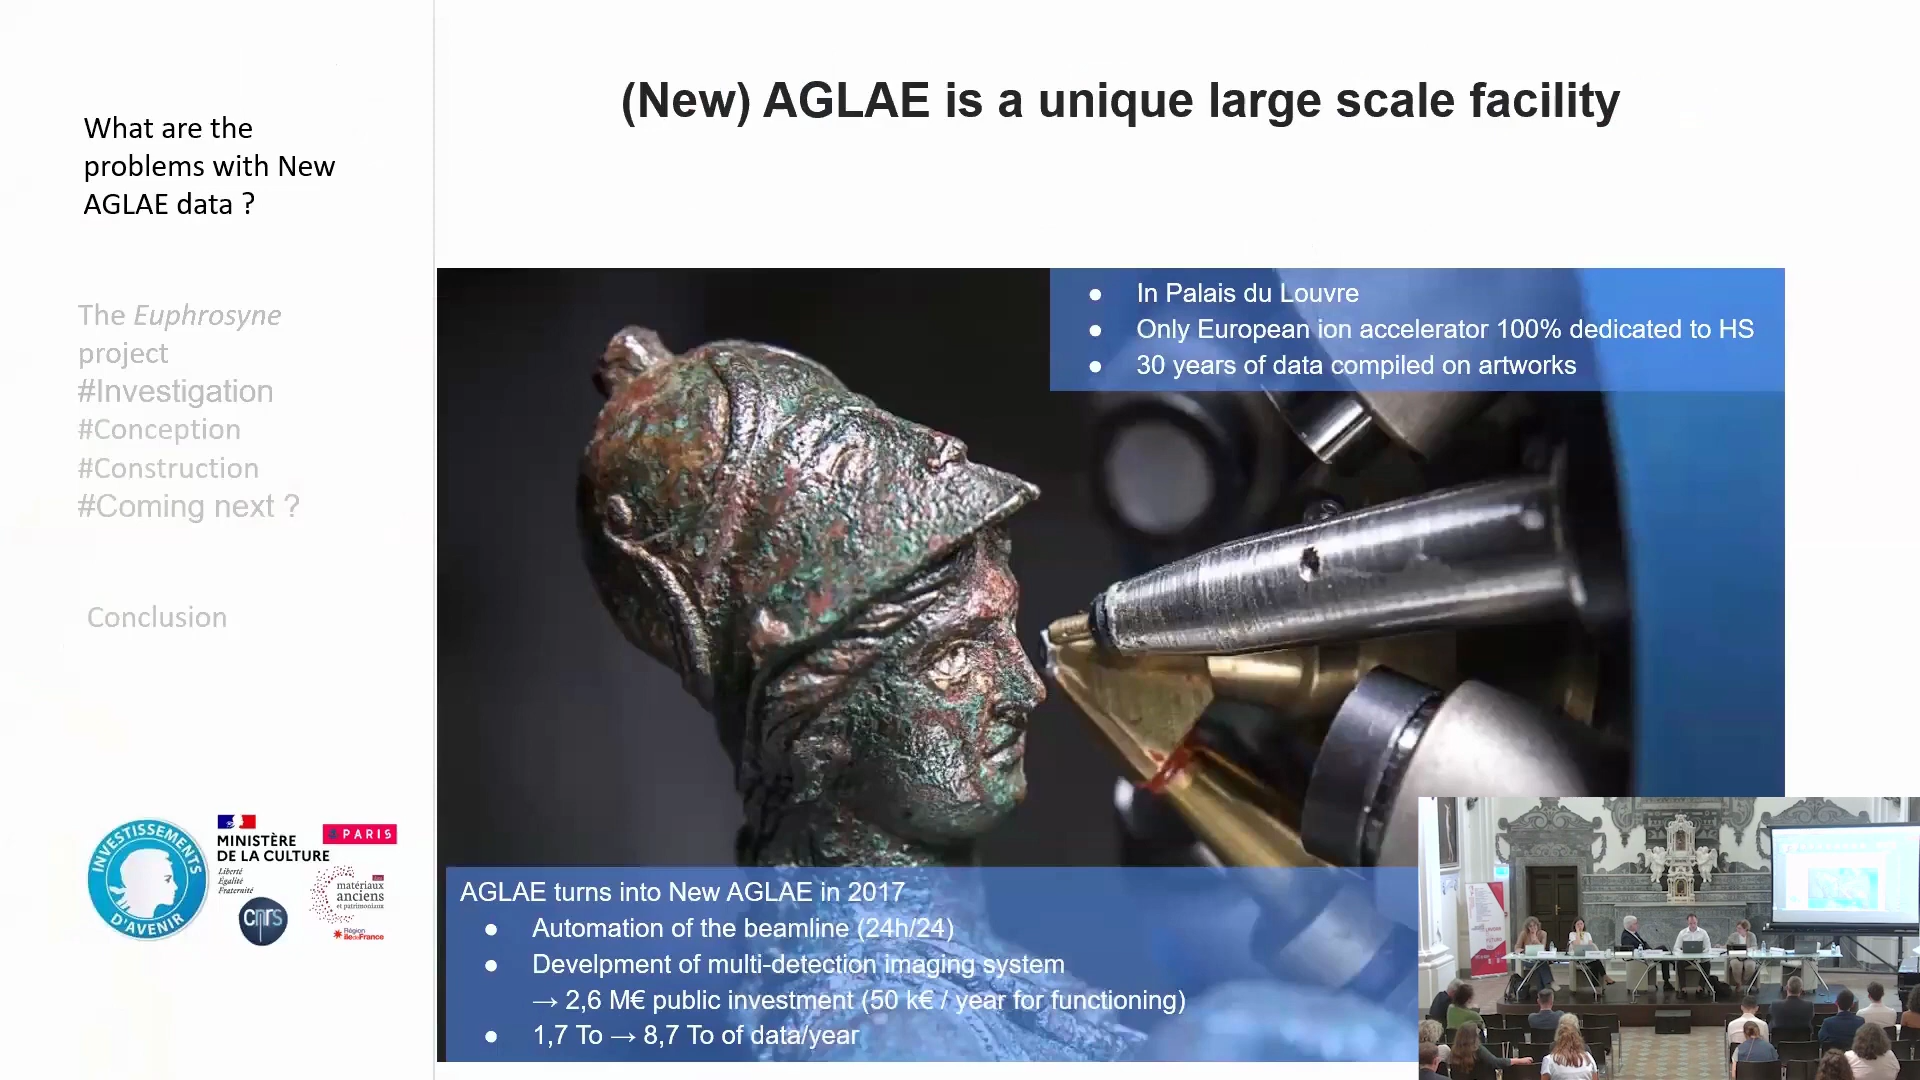 (New) AGLAE is a unique large scale facility
What are the
problems with New
AGLAE data ?
The Euphrosyne
project
#Investigation
#Conception
#Construction
#Coming next ?
Conclusion
In Palais du Louvre
Only European ion accelerator 100% dedicated to HS
30 years of data compiled on artworks
AGLAE turns into New AGLAE in 2017
Automation of the beamline (24h/24)
Develpment of multi-detection imaging system
→ 2,6 M€ public investment (50 k€ / year for functioning)
1,7 To → 8,7 To of data/year
INVESTISSEMENTS
D'AVENIR
MINISTÈRE
DE LA CULTURE
Liberté
Égalité
Fraternité
PARIS
matériaux
anciens
et patrimoniaux
cnrs
Région
îledeFrance